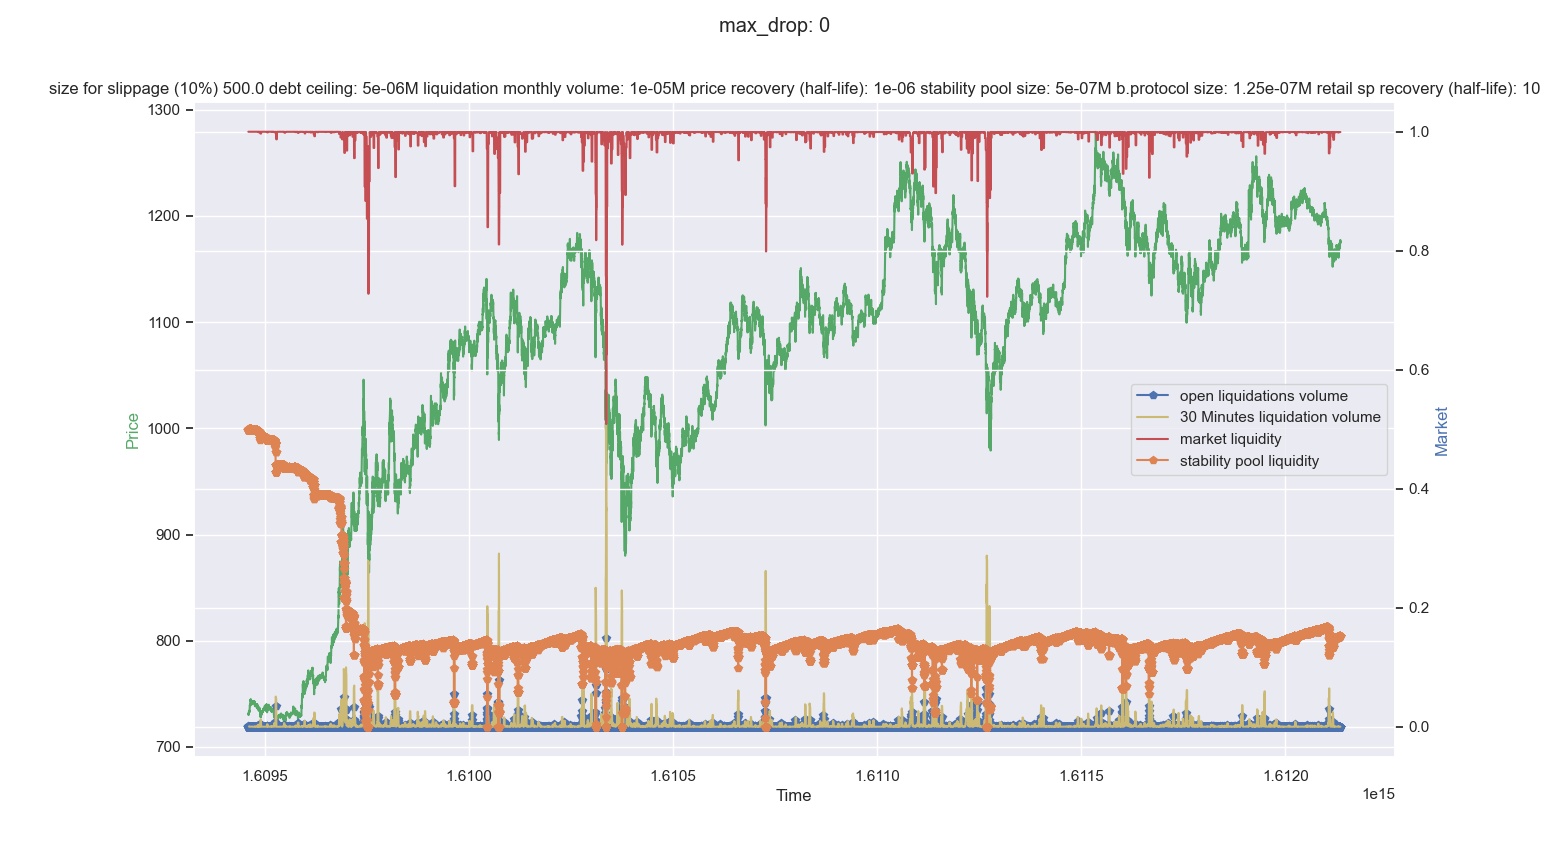 max_drop: 0
size for slippage (10%) 500.0 debt ceiling: 5e-06M liquidation monthly volume: 1e-05M price recovery (half-life): 1e-06 stability pool size: 5e-07M b.protocol size: 1.25e-07M retail sp recovery (half-life): 10
1300
1200
1100
1000
900
800
700
Price
1.0
0.8
0.6
0.4
0.2
0.0
Market
open liquidations volume
30 Minutes liquidation volume
market liquidity
stability pool liquidity
1.6095 1.6100 1.6105 1.6110 1.6115 1.6120
Time
1e15